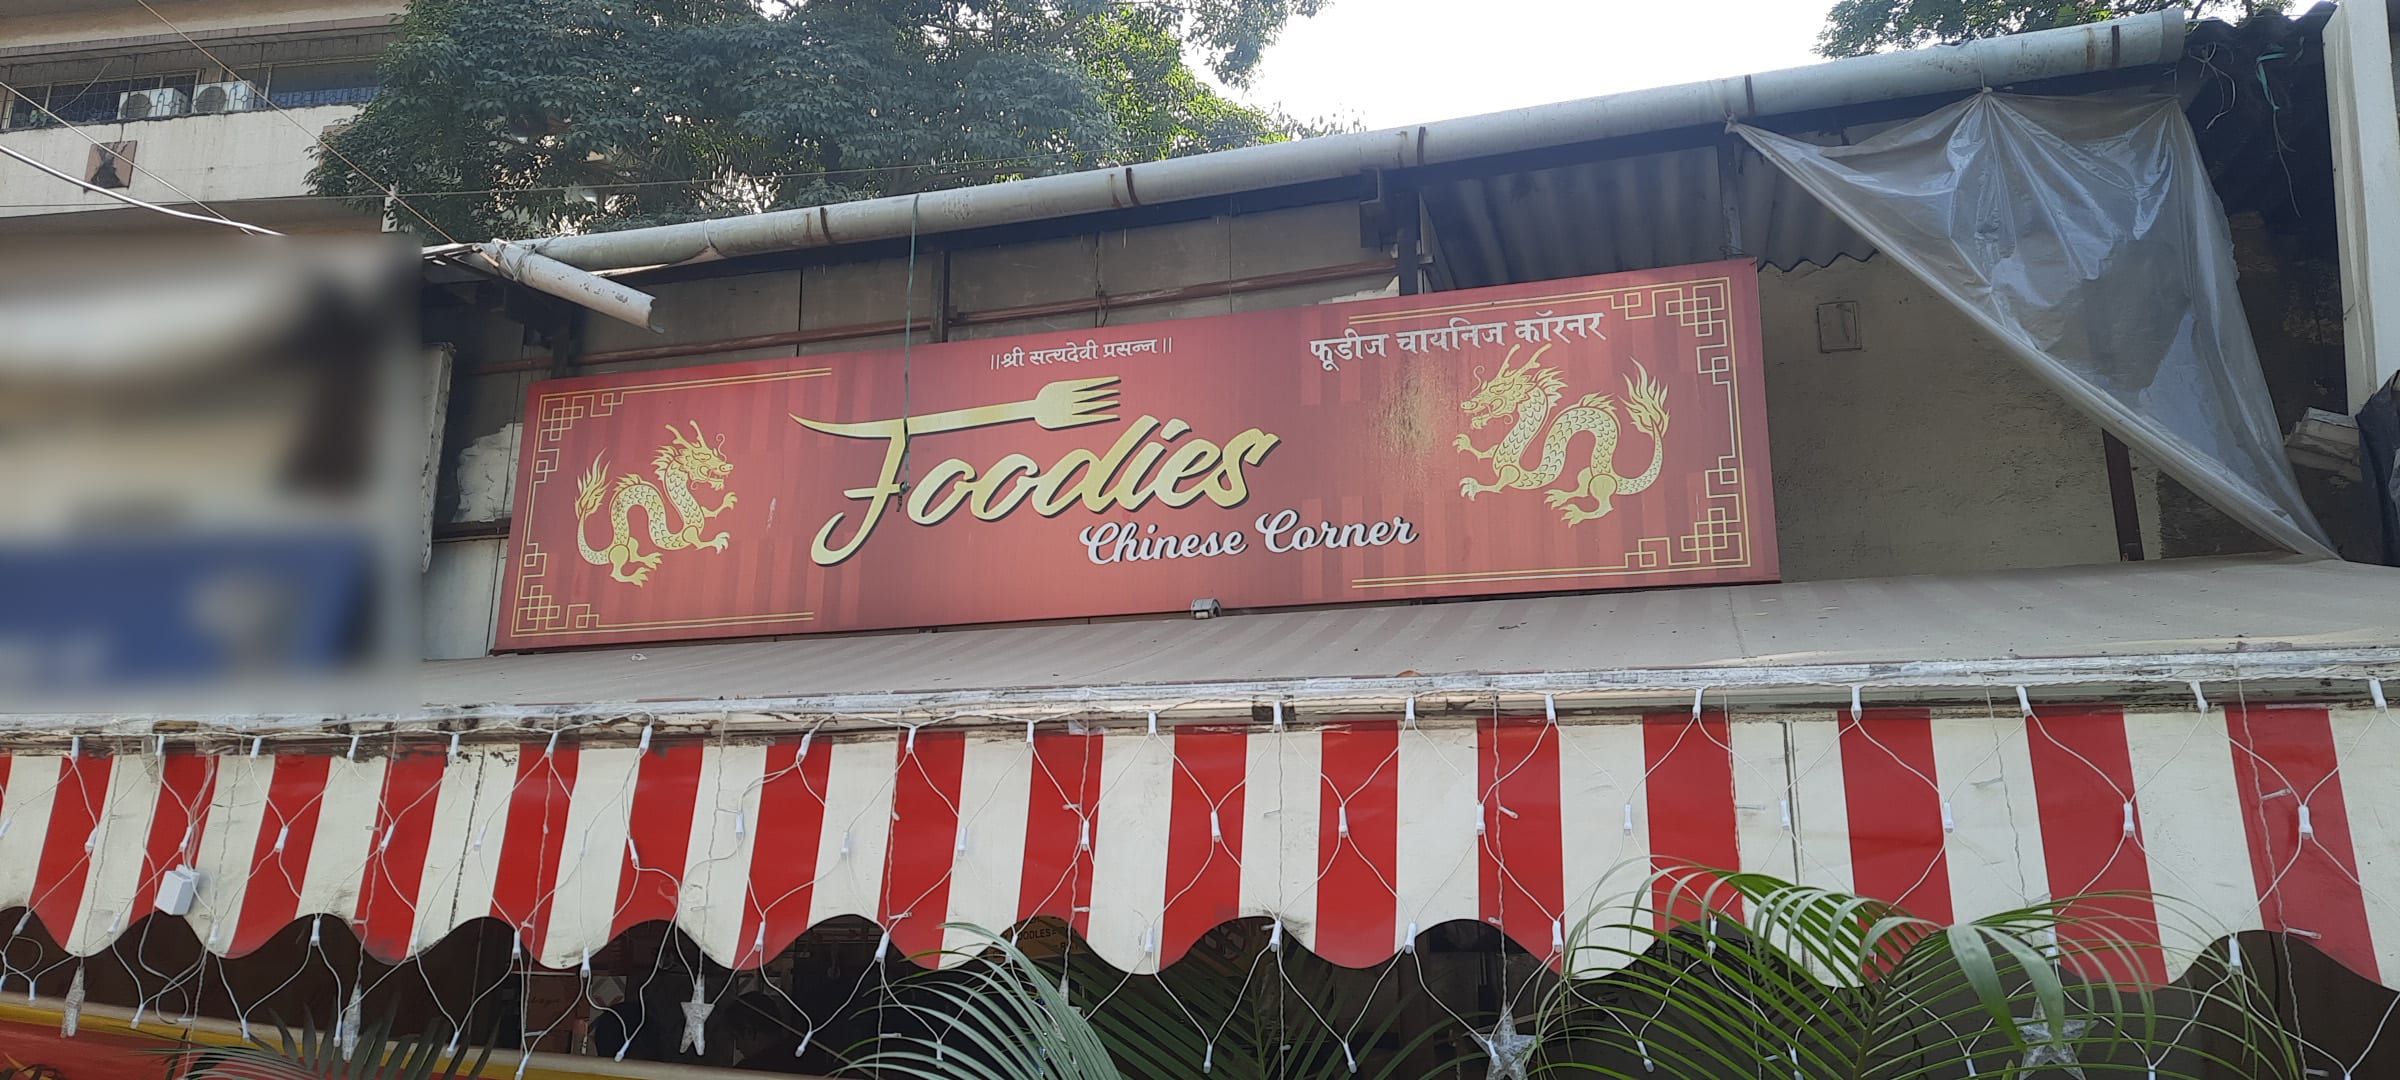 ||श्री सत्यदेवी प्रसन्न||
फूडीज चायनिज कॉरनर
Foodies
Chinese Corner